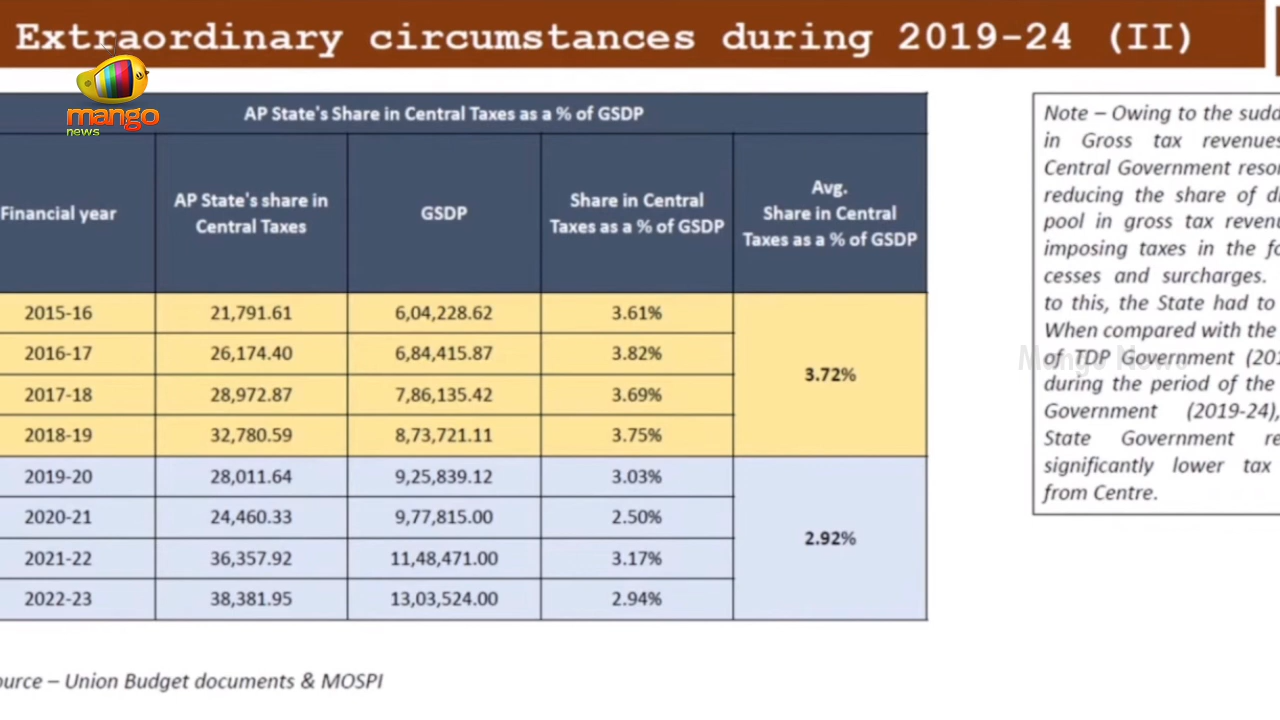 Extraordinary circumstances during 2019-24 (II)
mango
news
AP State's Share in Central Taxes as a % of GSDP
Financial year
AP State's share in
Central Taxes
GSDP
Share in Central
Taxes as a % of GSDP
Avg.
Share in Central
Taxes as a % of GSDP
2015-16 21,791.61 6,04,228.62 3.61%
2016-17 26,174.40 6,84,415.87 3.82%
3.72%
2017-18 28,972.87 7,86,135.42 3.69%
2018-19 32,780.59 8,73,721.11 3.75%
2019-20 28,011.64 9,25,839.12 3.03%
2020-21 24,460.33 9,77,815.00 2.50%
2.92%
2021-22 36,357.92 11,48,471.00 3.17%
2022-23 38,381.95 13,03,524.00 2.94%
Note – Owing to the
in Gross tax revenues
Central Government
reducing the share of
pool in gross tax
imposing taxes in the
cesses and surcharges.
to this, the State had to
When compared with the
of TDP Government
during the period of the
Government (2019-24),
State Government
significantly lower tax
from Centre.
Mango News
– Union Budget documents & MOSPI